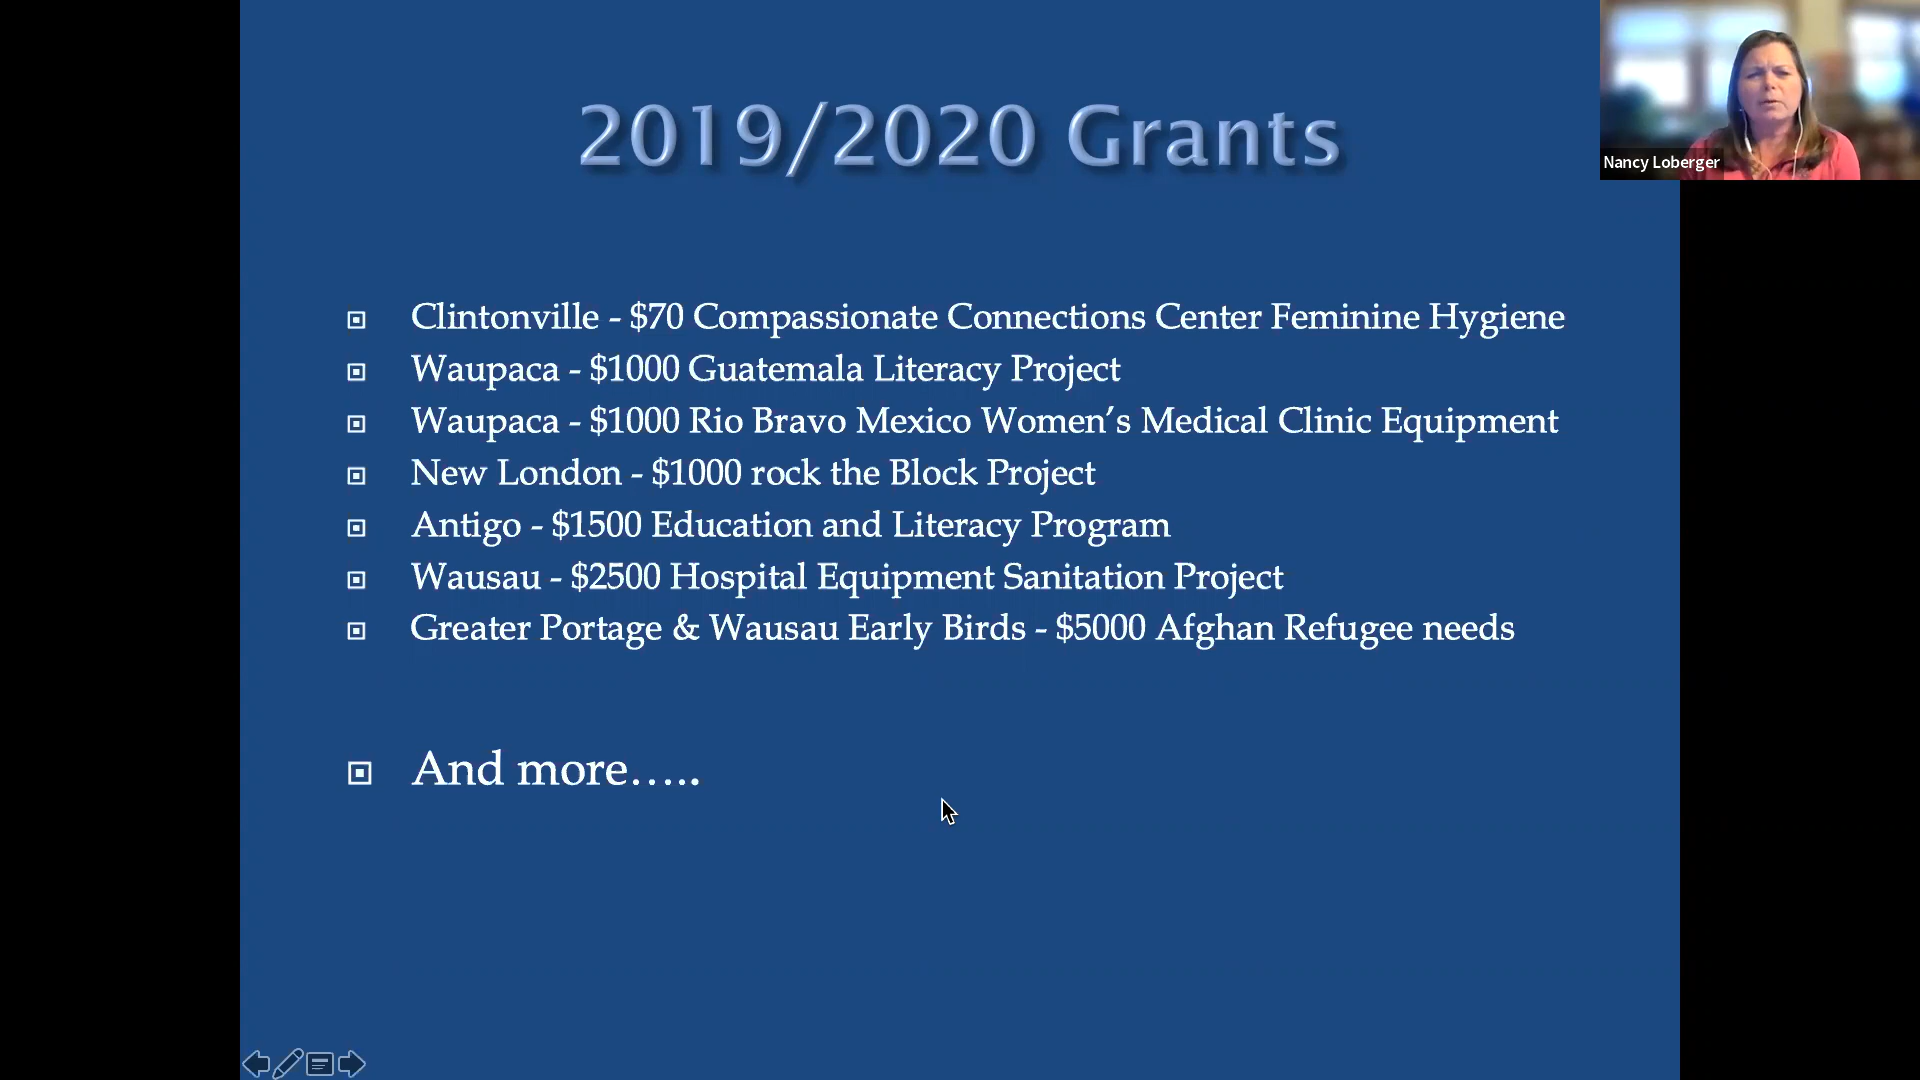 2019/2020 Grants
Nancy Loberger
Clintonville - $70 Compassionate Connections Center Feminine Hygiene
Waupaca - $1000 Guatemala Literacy Project
Waupaca - $1000 Rio Bravo Mexico Women’s Medical Clinic Equipment
New London - $1000 rock the Block Project
Antigo - $1500 Education and Literacy Program
Wausau - $2500 Hospital Equipment Sanitation Project
Greater Portage & Wausau Early Birds - $5000 Afghan Refugee needs
And more…..